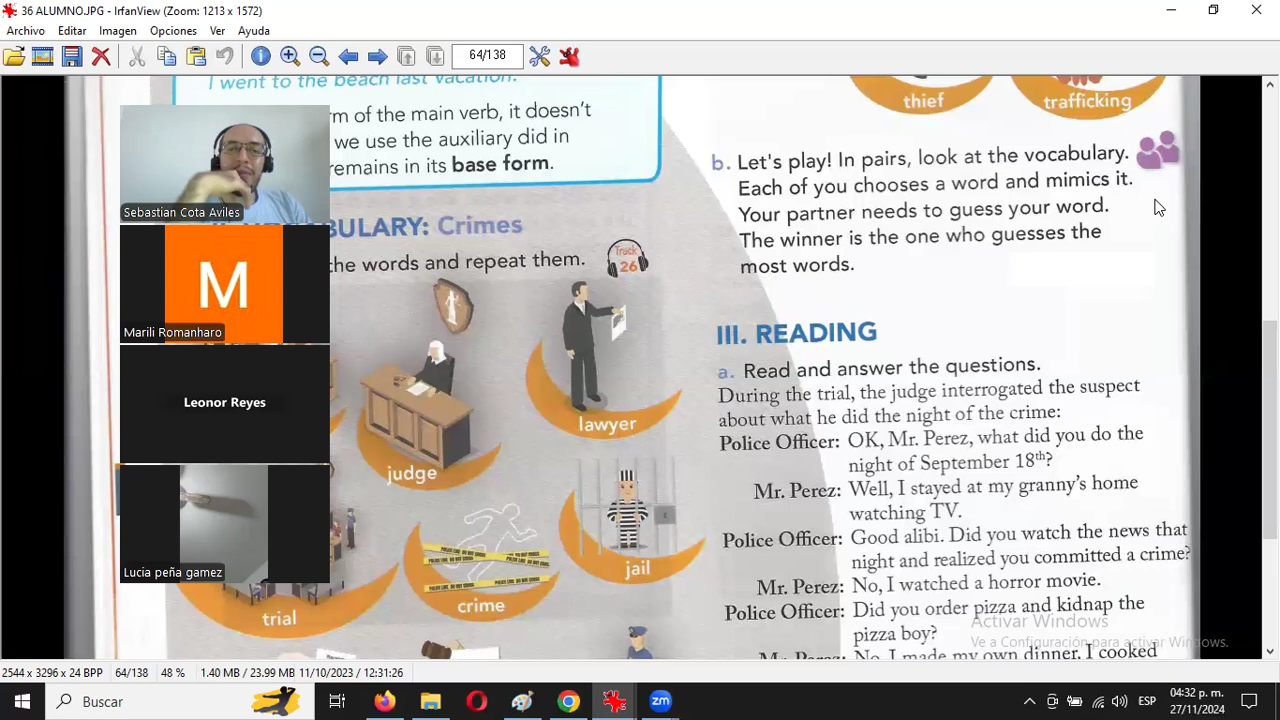 36 ALUMNO.JPG - IrfanView (Zoom: 1213 x 1572)
Archivo Editar Imagen Opciones Ver Ayuda
64/138
I went to the beach last vacation.
rm of the main verb, it doesn't
we use the auxiliary did in
remains in its base form.
BULARY: Crimes
the words and repeat them.
Track
26
lawyer
judge
jail
crime
trial
thief
trafficking
b. Let's play! In pairs, look at the vocabulary.
Each of you chooses a word and mimics it.
Your partner needs to guess your word.
The winner is the one who guesses the
most words.
III. READING
a. Read and answer the questions.
During the trial, the judge interrogated the suspect
about what he did the night of the crime:
Police Officer: OK, Mr. Perez, what did you do the
night of September 18th?
Mr. Perez: Well, I stayed at my granny's home
watching TV.
Police Officer: Good alibi. Did you watch the news that
night and realized you committed a crime?
Mr. Perez: No, I watched a horror movie.
Police Officer: Did you order pizza and kidnap the
pizza boy?
Mr. Perez: No, I made my own dinner. I cooked
Activar Windows
Ve a Configuración para activar Windows.
Sebastian Cota Aviles
M
Marili Romanharo
Leonor Reyes
Lucia peña gamez
2544 x 3296 x 24 BPP 64/138 48 % 1.40 MB / 23.99 MB 11/10/2023 / 12:31:26
Buscar
zm
ESP
04:32 p. m.
27/11/2024